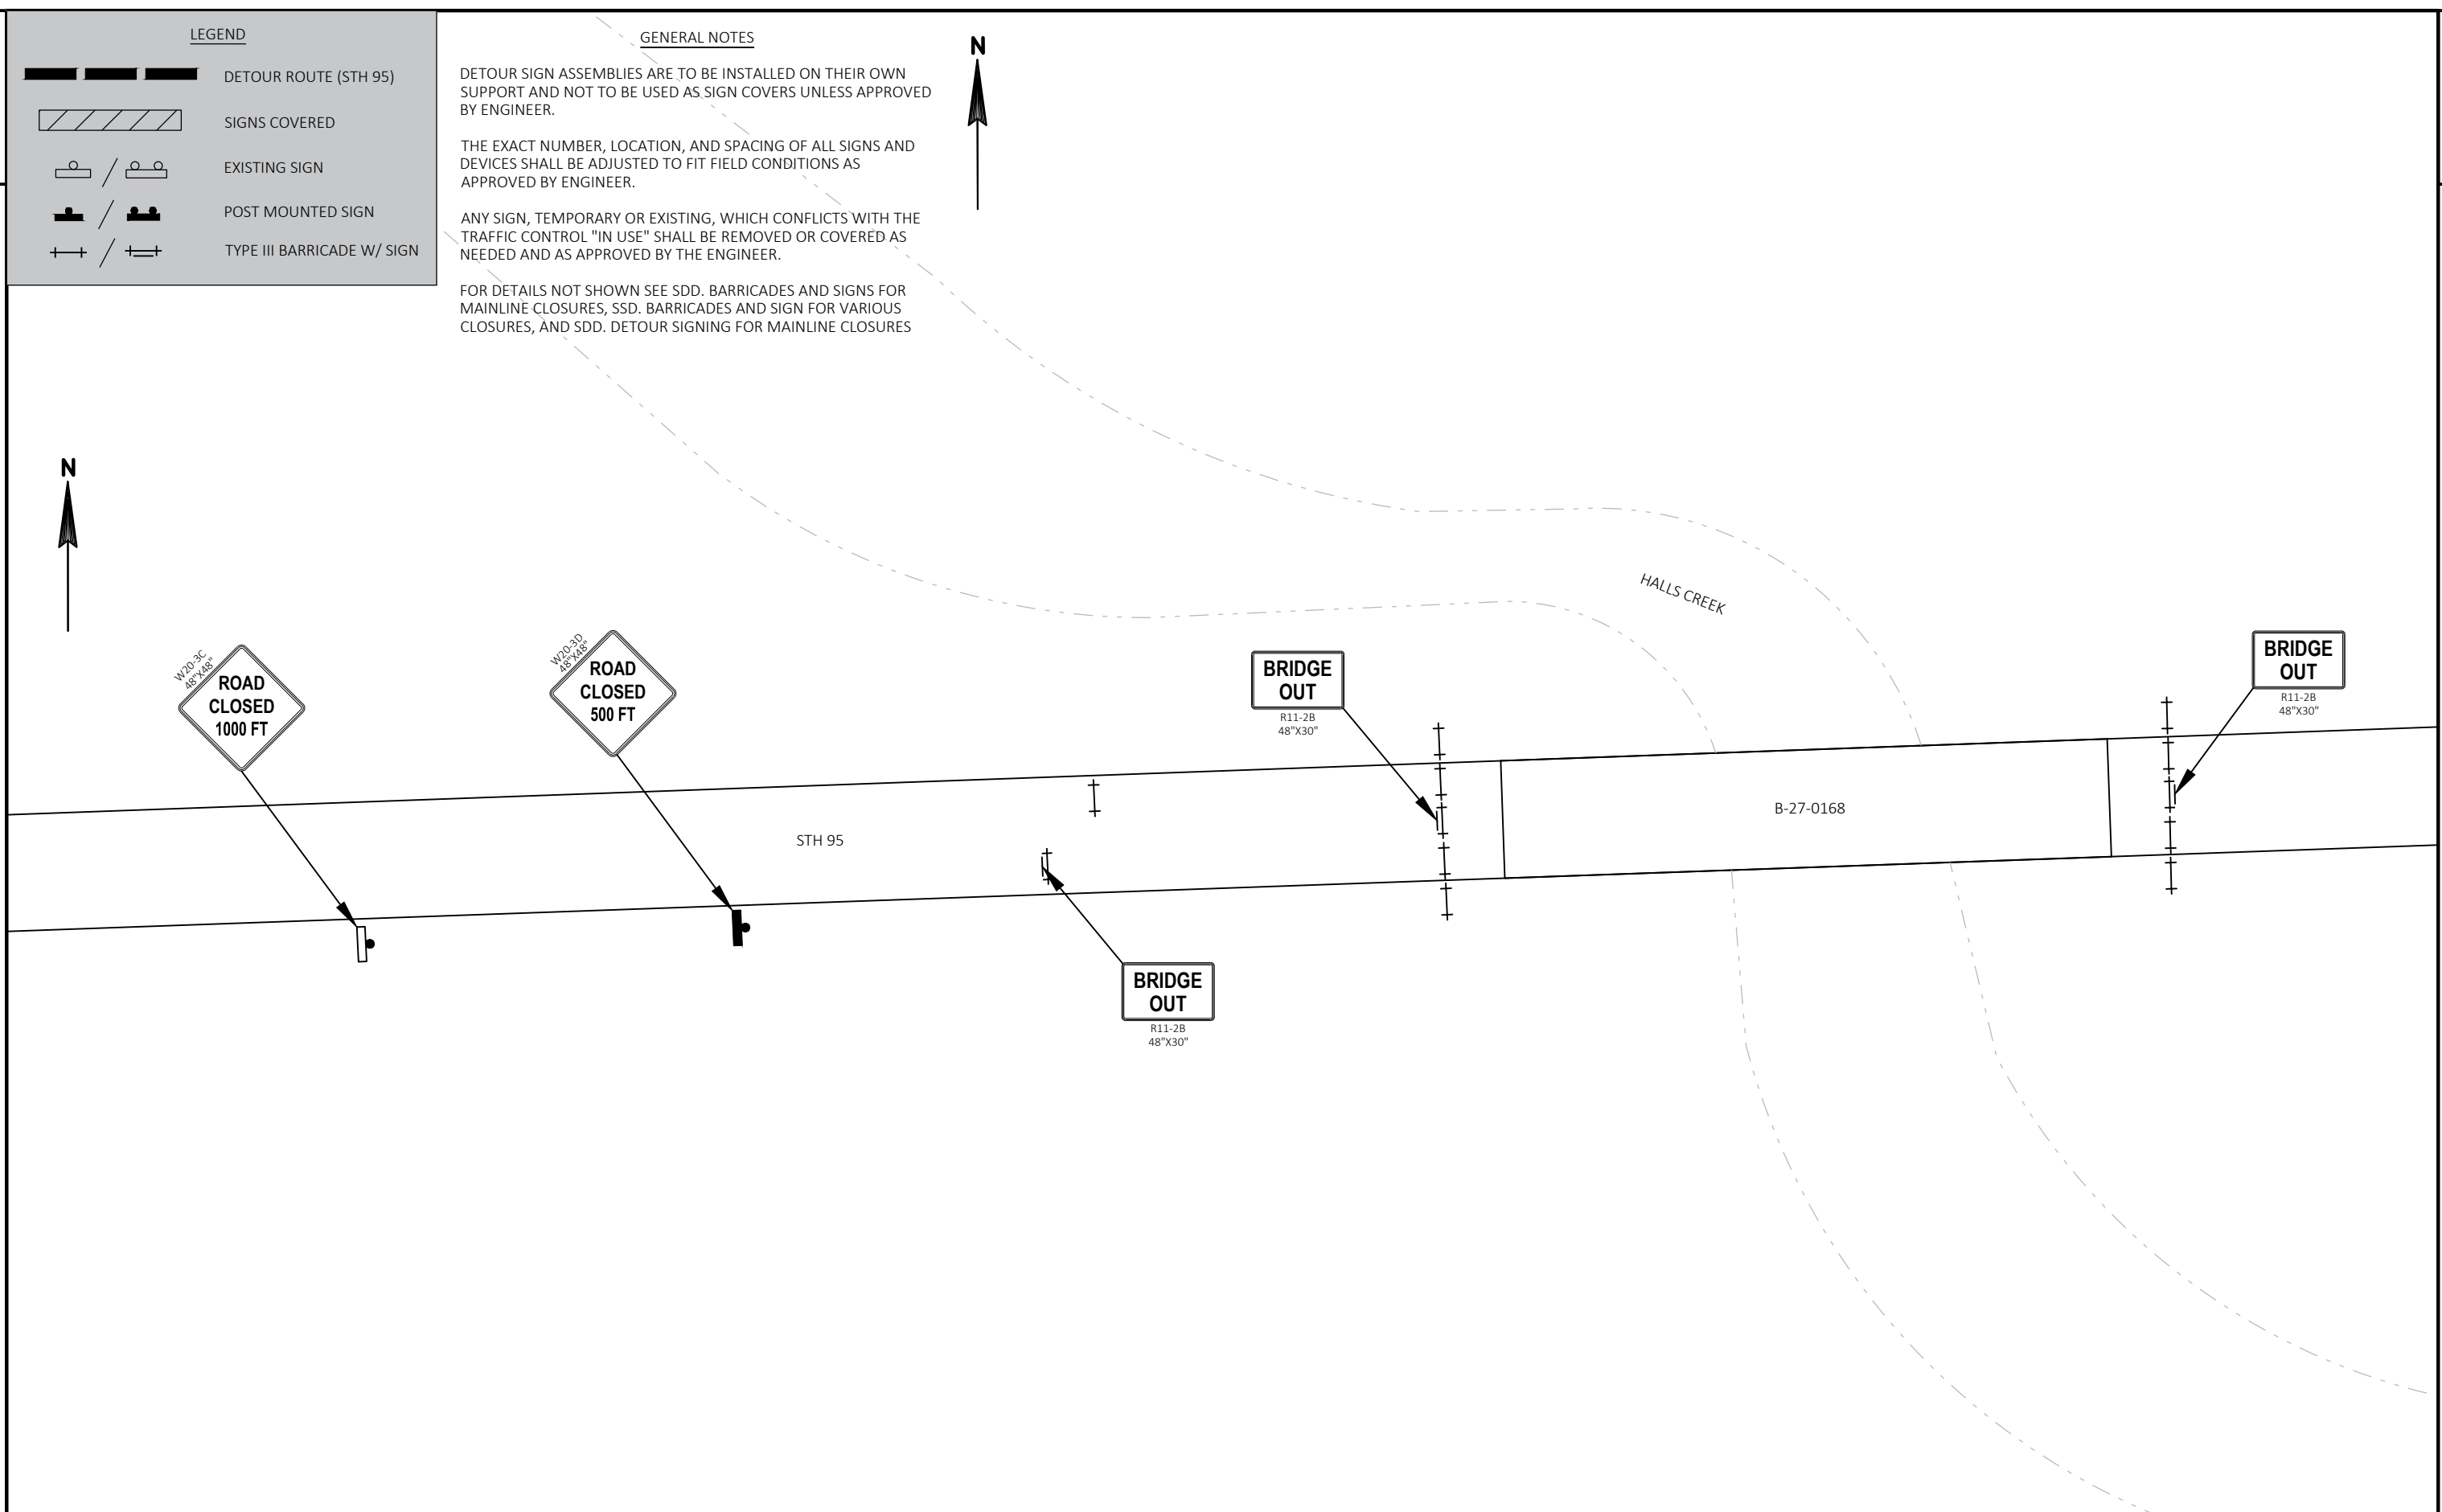 LEGEND
DETOUR ROUTE (STH 95)
SIGNS COVERED
EXISTING SIGN
POST MOUNTED SIGN
TYPE III BARRICADE W/ SIGN
GENERAL NOTES
DETOUR SIGN ASSEMBLIES ARE TO BE INSTALLED ON THEIR OWN
SUPPORT AND NOT TO BE USED AS SIGN COVERS UNLESS APPROVED
BY ENGINEER.
THE EXACT NUMBER, LOCATION, AND SPACING OF ALL SIGNS AND
DEVICES SHALL BE ADJUSTED TO FIT FIELD CONDITIONS AS
APPROVED BY ENGINEER.
ANY SIGN, TEMPORARY OR EXISTING, WHICH CONFLICTS WITH THE
TRAFFIC CONTROL "IN USE" SHALL BE REMOVED OR COVERED AS
NEEDED AND AS APPROVED BY THE ENGINEER.
FOR DETAILS NOT SHOWN SEE SDD. BARRICADES AND SIGNS FOR
MAINLINE CLOSURES, SSD. BARRICADES AND SIGN FOR VARIOUS
CLOSURES, AND SDD. DETOUR SIGNING FOR MAINLINE CLOSURES
N
N
HALLS CREEK
W20-3C
48"X48"
ROAD
CLOSED
1000 FT
W20-3D
48"X48"
ROAD
CLOSED
500 FT
BRIDGE
OUT
R11-2B
48"X30"
BRIDGE
OUT
R11-2B
48"X30"
STH 95
B-27-0168
BRIDGE
OUT
R11-2B
48"X30"